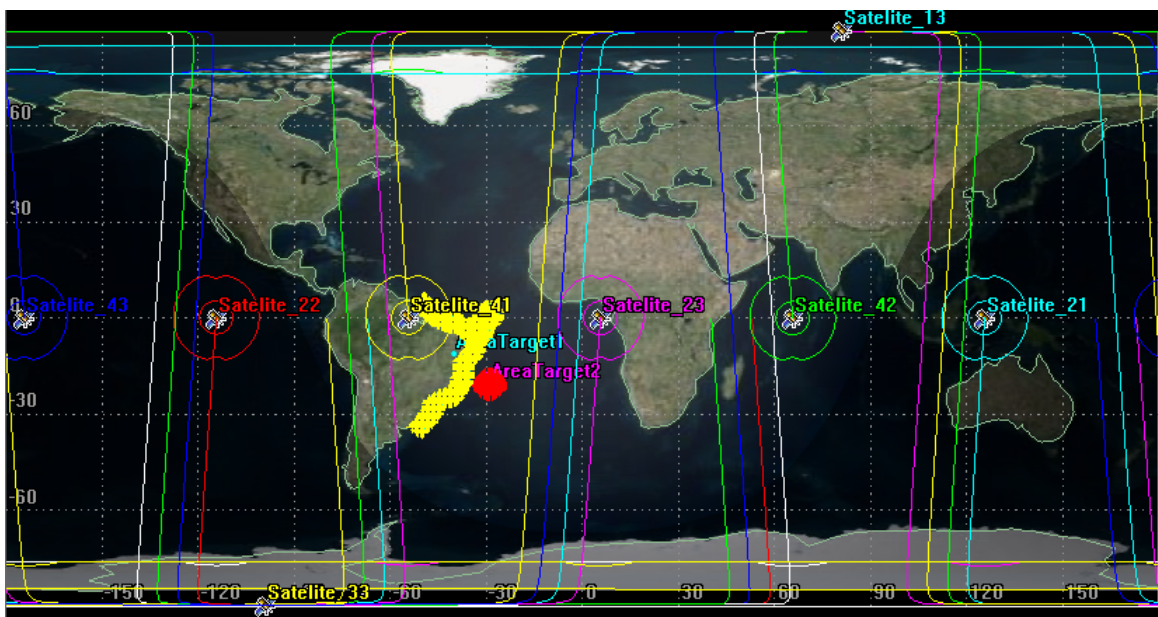 Satelite_13
60
30
0
Satelite_43
Satelite_22
Satelite_41
Satelite_23
Satelite_42
Satelite_21
AreaTarget1
AreaTarget2
-30
-60
-150
-120
-60
-30
0
30
60
90
120
150
Satelite_33